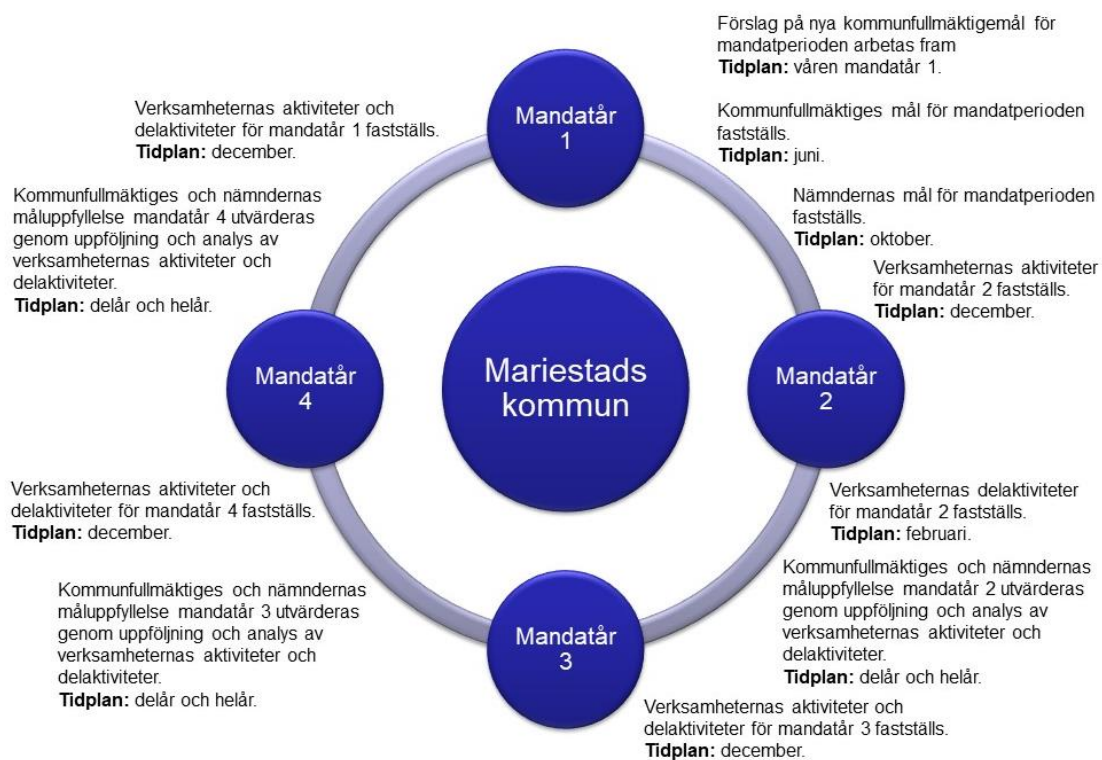 Förslag på nya kommunfullmäktigemål för
mandatperioden arbetas fram
Tidplan: våren mandatår 1.
Mandatår
1
Kommunfullmäktiges mål för mandatperioden
fastställs.
Tidplan: juni.
Nämndernas mål för mandatperioden
fastställs.
Tidplan: oktober.
Verksamheternas aktiviteter
för mandatår 2 fastställs.
Tidplan: december.
Mandatår
2
Verksamheternas delaktiviteter
för mandatår 2 fastställs.
Tidplan: februari.
Kommunfullmäktiges och nämndernas
måluppfyllelse mandatår 2 utvärderas
genom uppföljning och analys av
verksamheternas aktiviteter och
delaktiviteter.
Tidplan: delår och helår.
Verksamheternas aktiviteter och
delaktiviteter för mandatår 3 fastställs.
Tidplan: december.
Mandatår
3
Kommunfullmäktiges och nämndernas
måluppfyllelse mandatår 3 utvärderas
genom uppföljning och analys av
verksamheternas aktiviteter och
delaktiviteter.
Tidplan: delår och helår.
Verksamheternas aktiviteter och
delaktiviteter för mandatår 4 fastställs.
Tidplan: december.
Mandatår
4
Kommunfullmäktiges och nämndernas
måluppfyllelse mandatår 4 utvärderas
genom uppföljning och analys av
verksamheternas aktiviteter och
delaktiviteter.
Tidplan: delår och helår.
Verksamheternas aktiviteter och
delaktiviteter för mandatår 1 fastställs.
Tidplan: december.
Mariestads
kommun